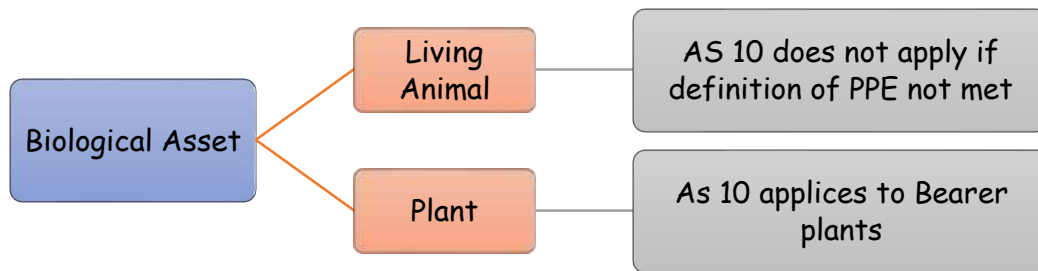 Biological Asset
Living
Animal
AS 10 does not apply if
definition of PPE not met
Plant
As 10 applices to Bearer
plants